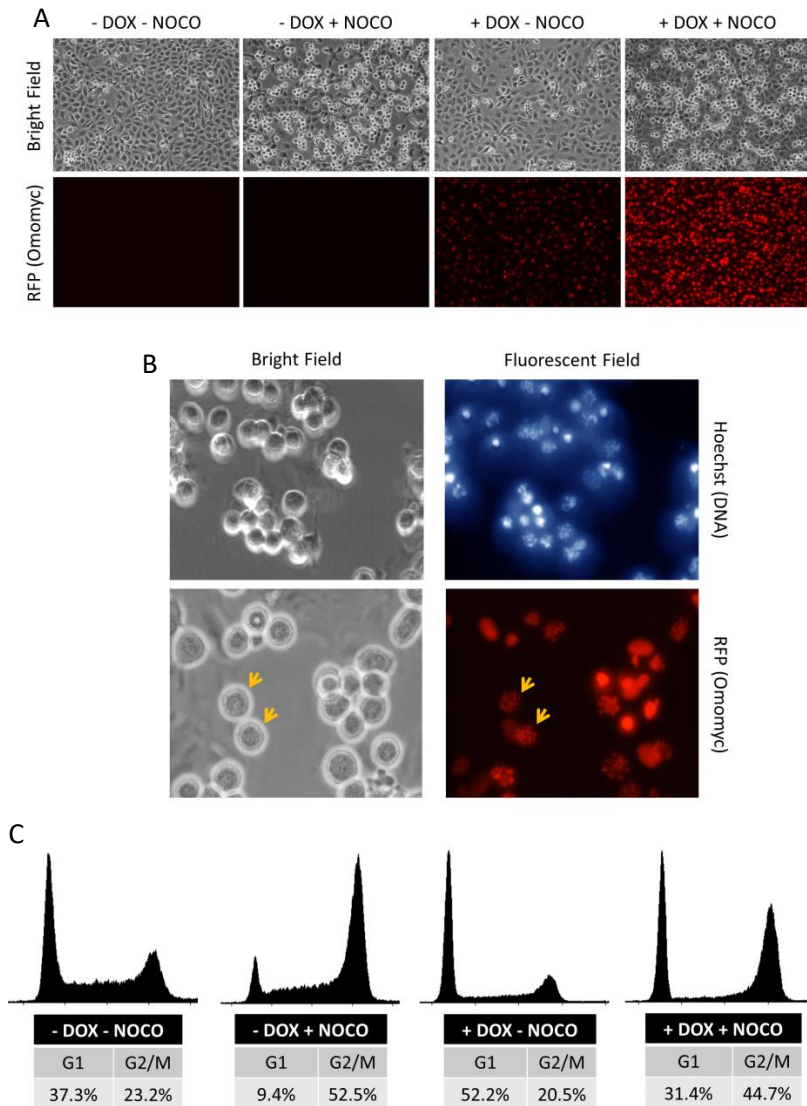 A
- DOX - NOCO - DOX + NOCO + DOX - NOCO + DOX + NOCO
Bright Field
RFP (Omomyc)
B
Bright Field Fluorescent Field
Hoechst (DNA)
RFP (Omomyc)
C
- DOX - NOCO - DOX + NOCO + DOX - NOCO + DOX + NOCO
G1 G2/M G1 G2/M G1 G2/M G1 G2/M
37.3% 23.2% 9.4% 52.5% 52.2% 20.5% 31.4% 44.7%